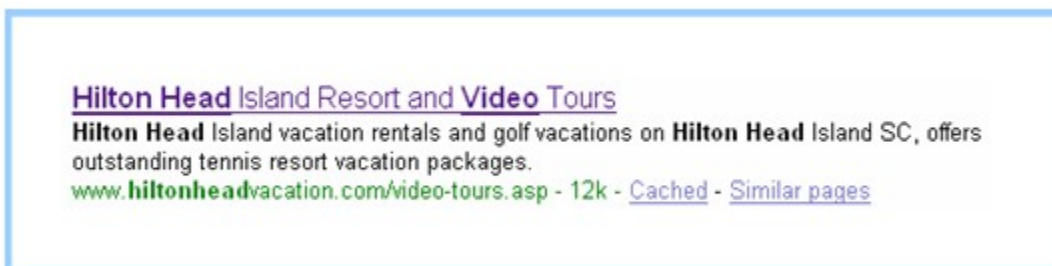 Hilton Head Island Resort and Video Tours
Hilton Head Island vacation rentals and golf vacations on Hilton Head Island SC, offers
outstanding tennis resort vacation packages.
www.hiltonheadvacation.com/video-tours.asp - 12k - Cached - Similar pages